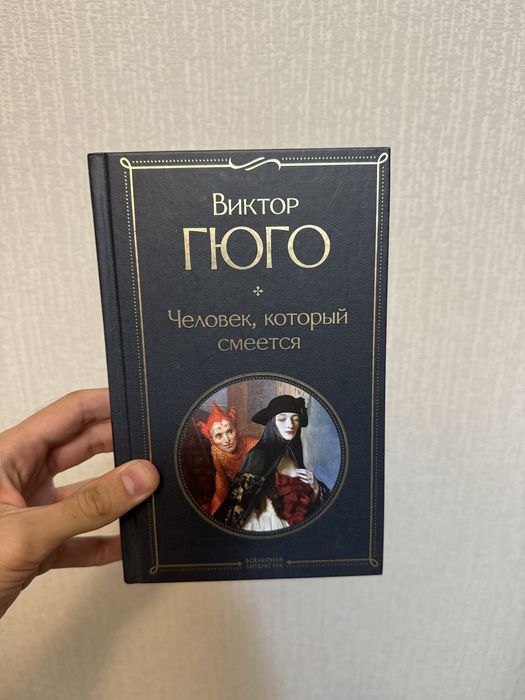 Виктор
ГЮГО
Человек, который
смеется
ВСЕМИРНАЯ
ЛИТЕРАТУРА